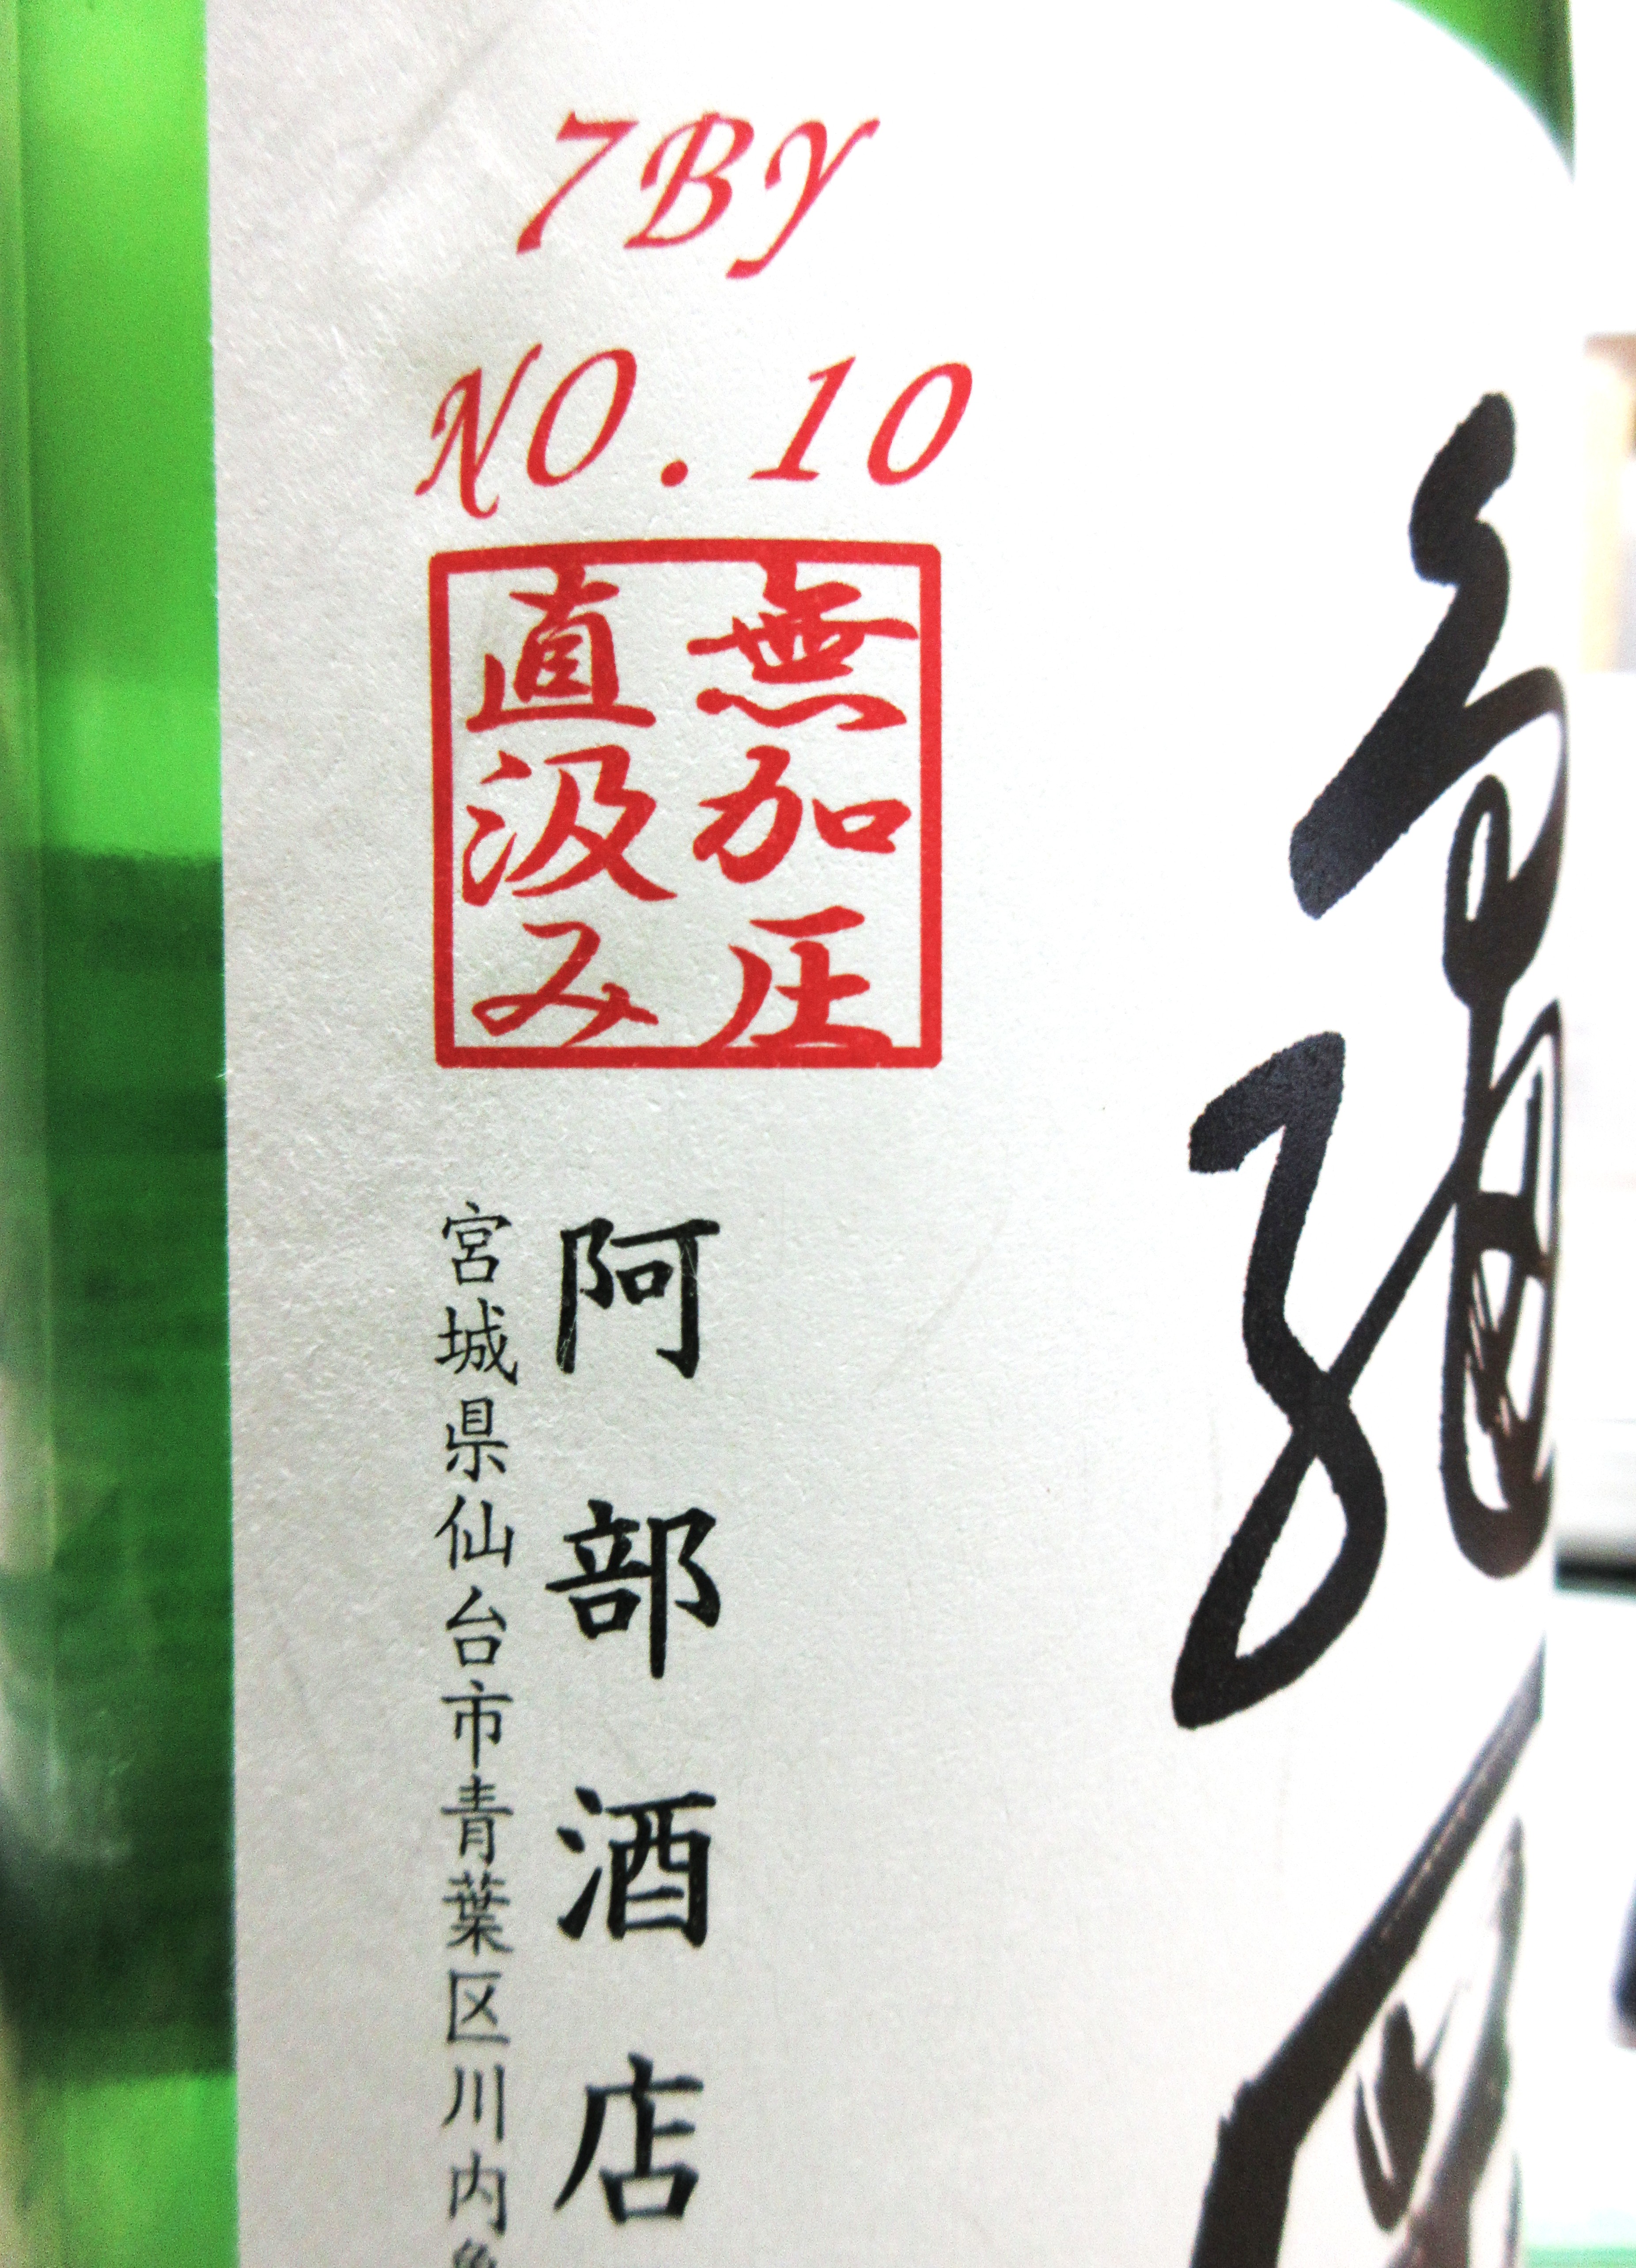 7BY
NO.10
無加圧
直汲み
阿部酒店
宮城県仙台市青葉区川内